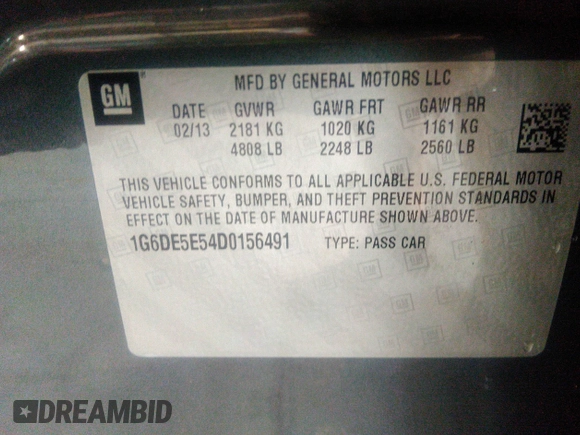 GM
MFD BY GENERAL MOTORS LLC
DATE GVWR GAWR FRT GAWR RR
02/13 2181 KG 1020 KG 1161 KG
4808 LB 2248 LB 2560 LB
THIS VEHICLE CONFORMS TO ALL APPLICABLE U.S. FEDERAL MOTOR
VEHICLE SAFETY, BUMPER, AND THEFT PREVENTION STANDARDS IN
EFFECT ON THE DATE OF MANUFACTURE SHOWN ABOVE.
1G6DE5E54D0156491 TYPE: PASS CAR
DREAMBID